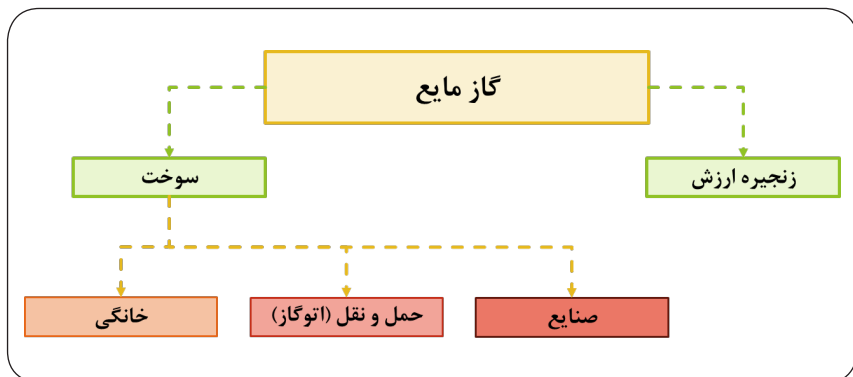 گاز مایع
زنجیره ارزش
سوخت
صنایع
حمل و نقل (اتوگاز)
خانگی